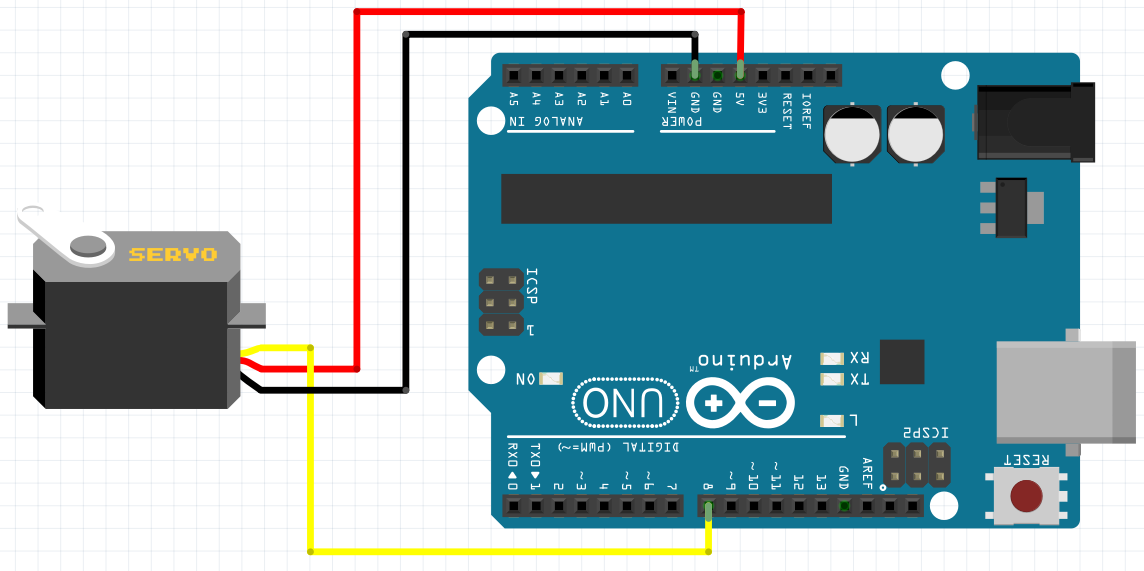 A5 A4 A3 A2 A1 A0 VIN GND GND 5V 3V3 RESET IOREF
ANALOG IN POWER
SERVO
ICSP
1
Arduino™ RX
ON TX
UNO L
DIGITAL (PWM=~) ICSP2
RX0 ◀ 0 TX0 ▶ 1 2 ~3 4 ~5 ~6 7 8 ~9 ~10 ~11 12 13 GND AREF
RESET